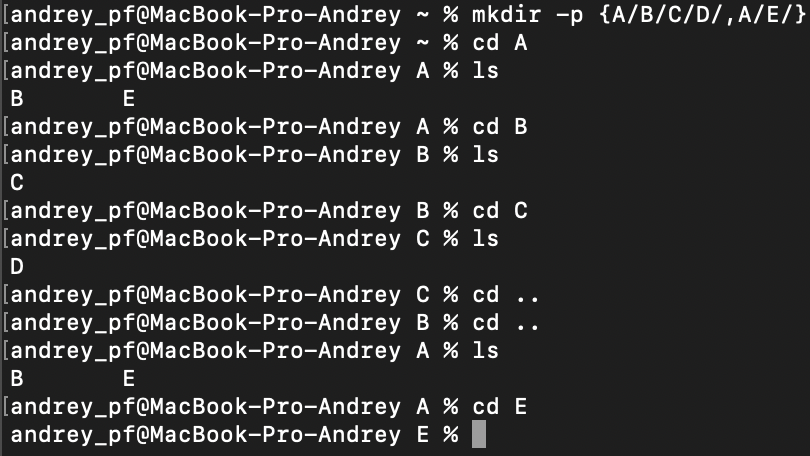 [andrey_pf@MacBook-Pro-Andrey ~ % mkdir -p {A/B/C/D/,A/E/}
[andrey_pf@MacBook-Pro-Andrey ~ % cd A
[andrey_pf@MacBook-Pro-Andrey A % ls
B       E
[andrey_pf@MacBook-Pro-Andrey A % cd B
[andrey_pf@MacBook-Pro-Andrey B % ls
C
[andrey_pf@MacBook-Pro-Andrey B % cd C
[andrey_pf@MacBook-Pro-Andrey C % ls
D
[andrey_pf@MacBook-Pro-Andrey C % cd ..
[andrey_pf@MacBook-Pro-Andrey B % cd ..
[andrey_pf@MacBook-Pro-Andrey A % ls
B       E
[andrey_pf@MacBook-Pro-Andrey A % cd E
andrey_pf@MacBook-Pro-Andrey E %